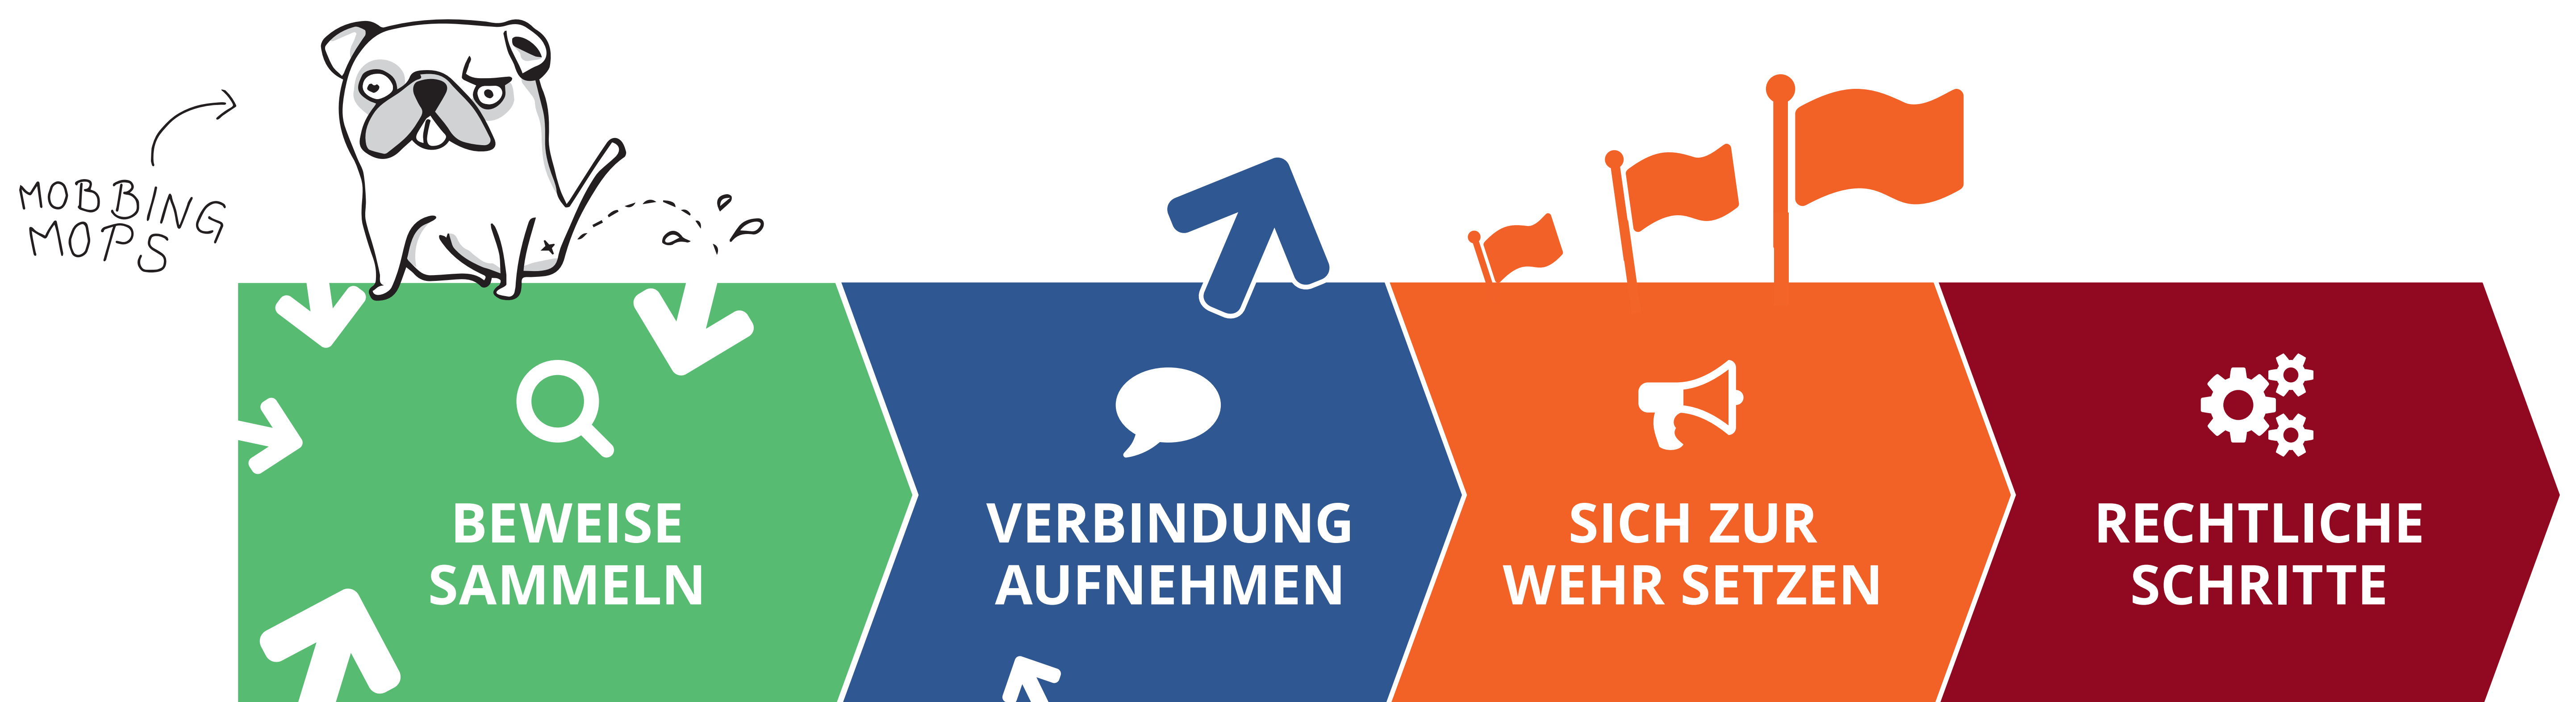 MOBBING
MOPS
BEWEISE
SAMMELN
VERBINDUNG
AUFNEHMEN
SICH ZUR
WEHR SETZEN
RECHTLICHE
SCHRITTE